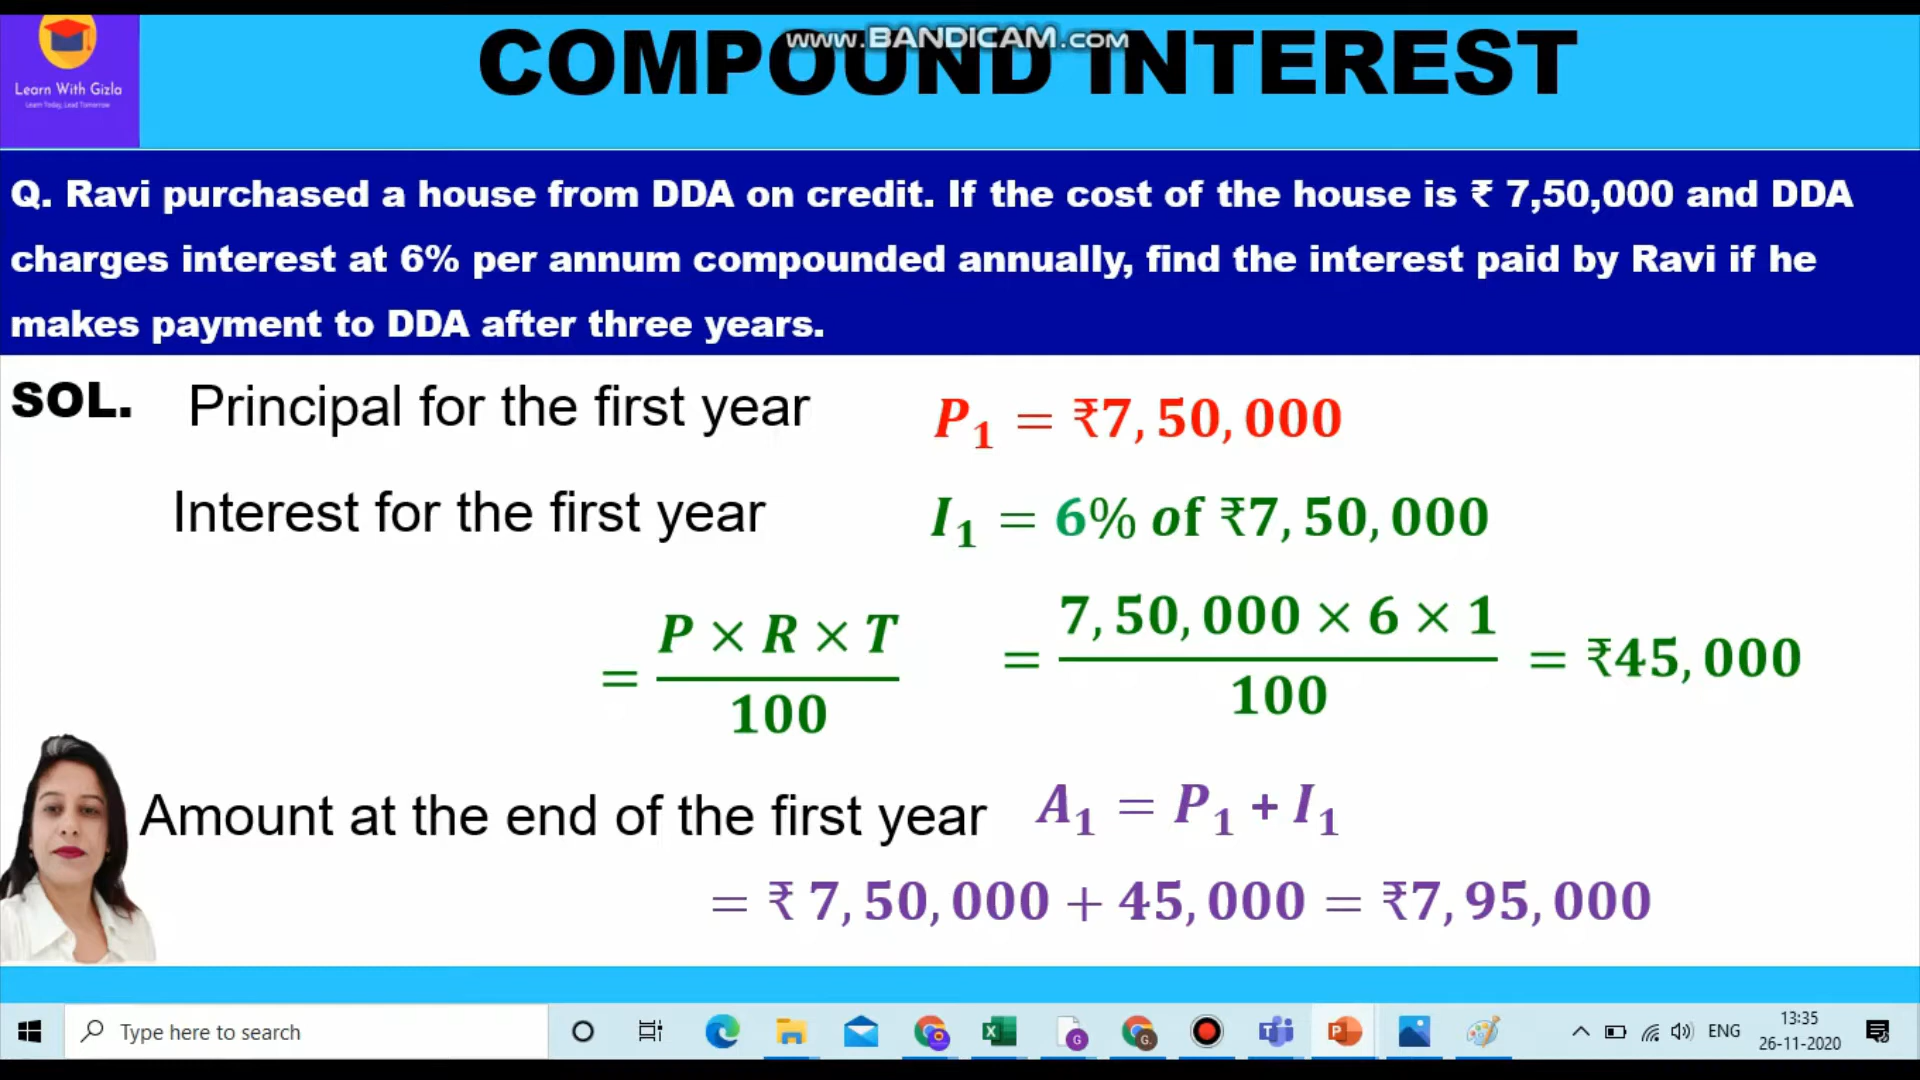 www.BANDICAM.com
COMPOUND INTEREST
Learn With Gizla
Learn Today, Lead Tomorrow
Q. Ravi purchased a house from DDA on credit. If the cost of the house is ₹ 7,50,000 and DDA
charges interest at 6% per annum compounded annually, find the interest paid by Ravi if he
makes payment to DDA after three years.
SOL. Principal for the first year P₁ = ₹7,50,000
Interest for the first year I₁ = 6% of ₹7,50,000
= P × R × T / 100 = 7,50,000 × 6 × 1 / 100 = ₹45,000
Amount at the end of the first year A₁ = P₁ + I₁
= ₹ 7,50,000 + 45,000 = ₹7,95,000
Type here to search
ENG
13:35
26-11-2020